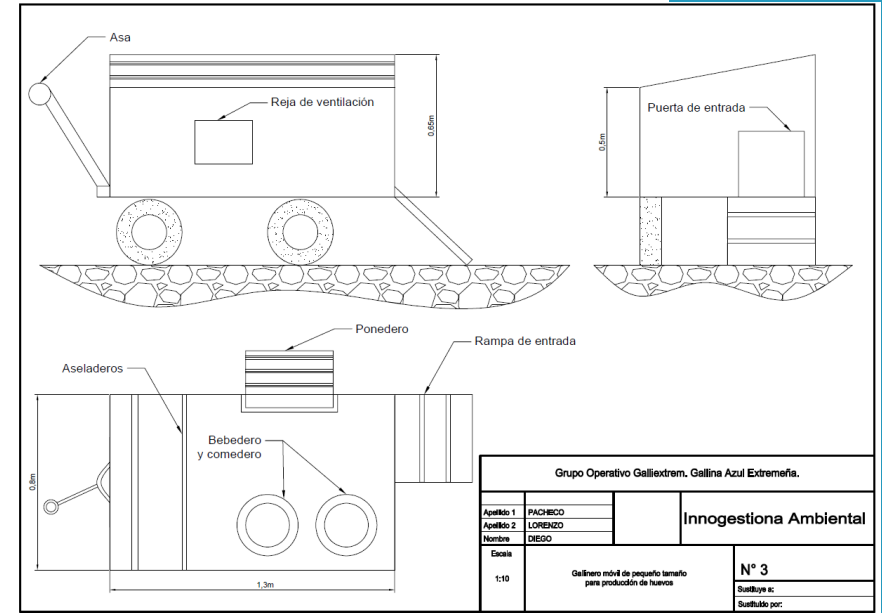 Asa
Reja de ventilación
0,65m
Puerta de entrada
0,5m
Ponedero
Rampa de entrada
Aseladeros
Bebedero
y comedero
0,8m
1,3m
Grupo Operativo Galliextrem. Gallina Azul Extremeña.
Apellido 1 PACHECO
Apellido 2 LORENZO
Nombre DIEGO
Innogestiona Ambiental
Escala
1:10
Gallinero móvil de pequeño tamaño
para producción de huevos
N° 3
Sustituye a:
Sustituido por: